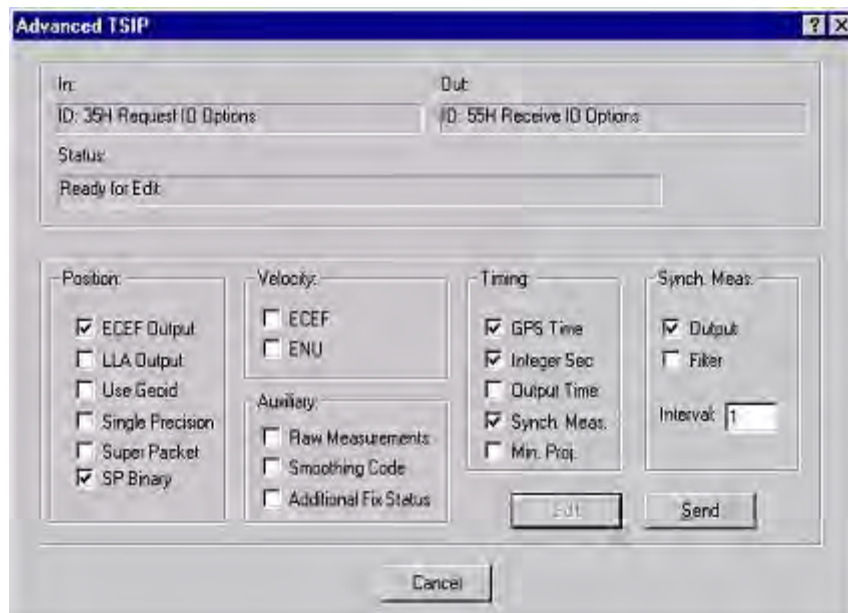 Advanced TSIP
In:
Out:
ID: 35H Request IO Options
ID: 55H Receive IO Options
Status:
Ready for Edit
Position:
ECEF Output
LLA Output
Use Geoid
Single Precision
Super Packet
SP Binary
Velocity:
ECEF
ENU
Auxiliary:
Raw Measurements
Smoothing Code
Additional Fix Status
Timing:
GPS Time
Integer Sec
Output Time
Synch. Meas.
Min. Proj.
Synch. Meas.
Output
Filter
Interval: 1
Edit
Send
Cancel